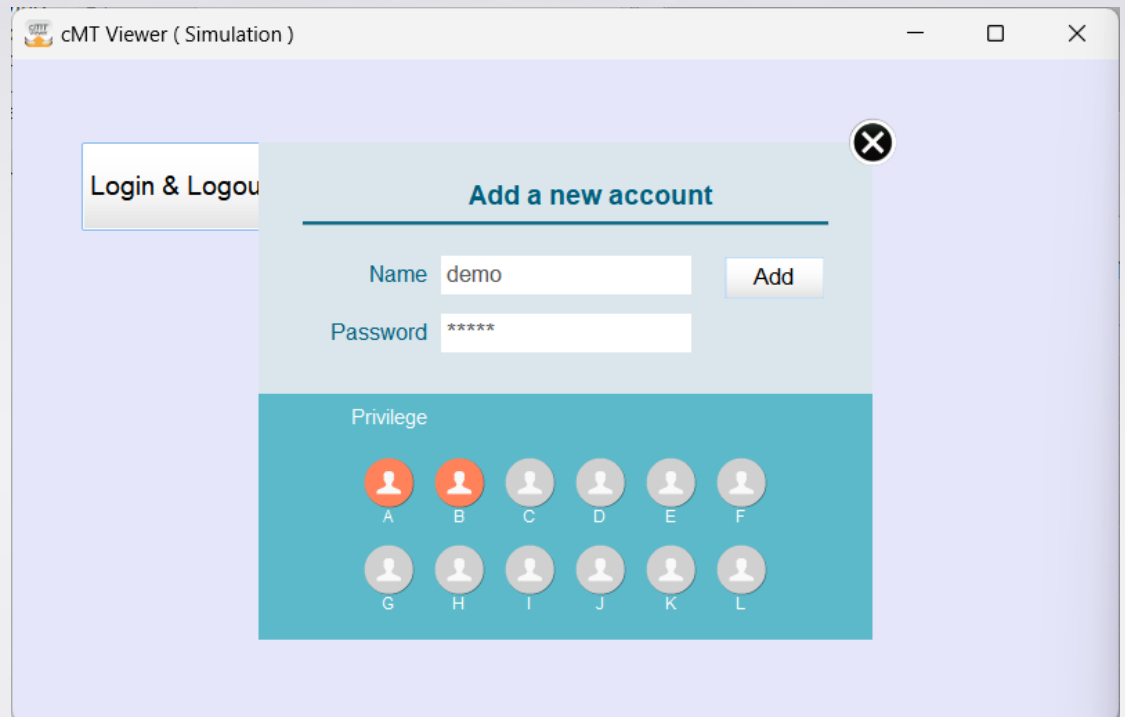 cMT Viewer ( Simulation )
Login & Logou
Add a new account
Name demo Add
Password *****
Privilege
A B C D E F
G H I J K L